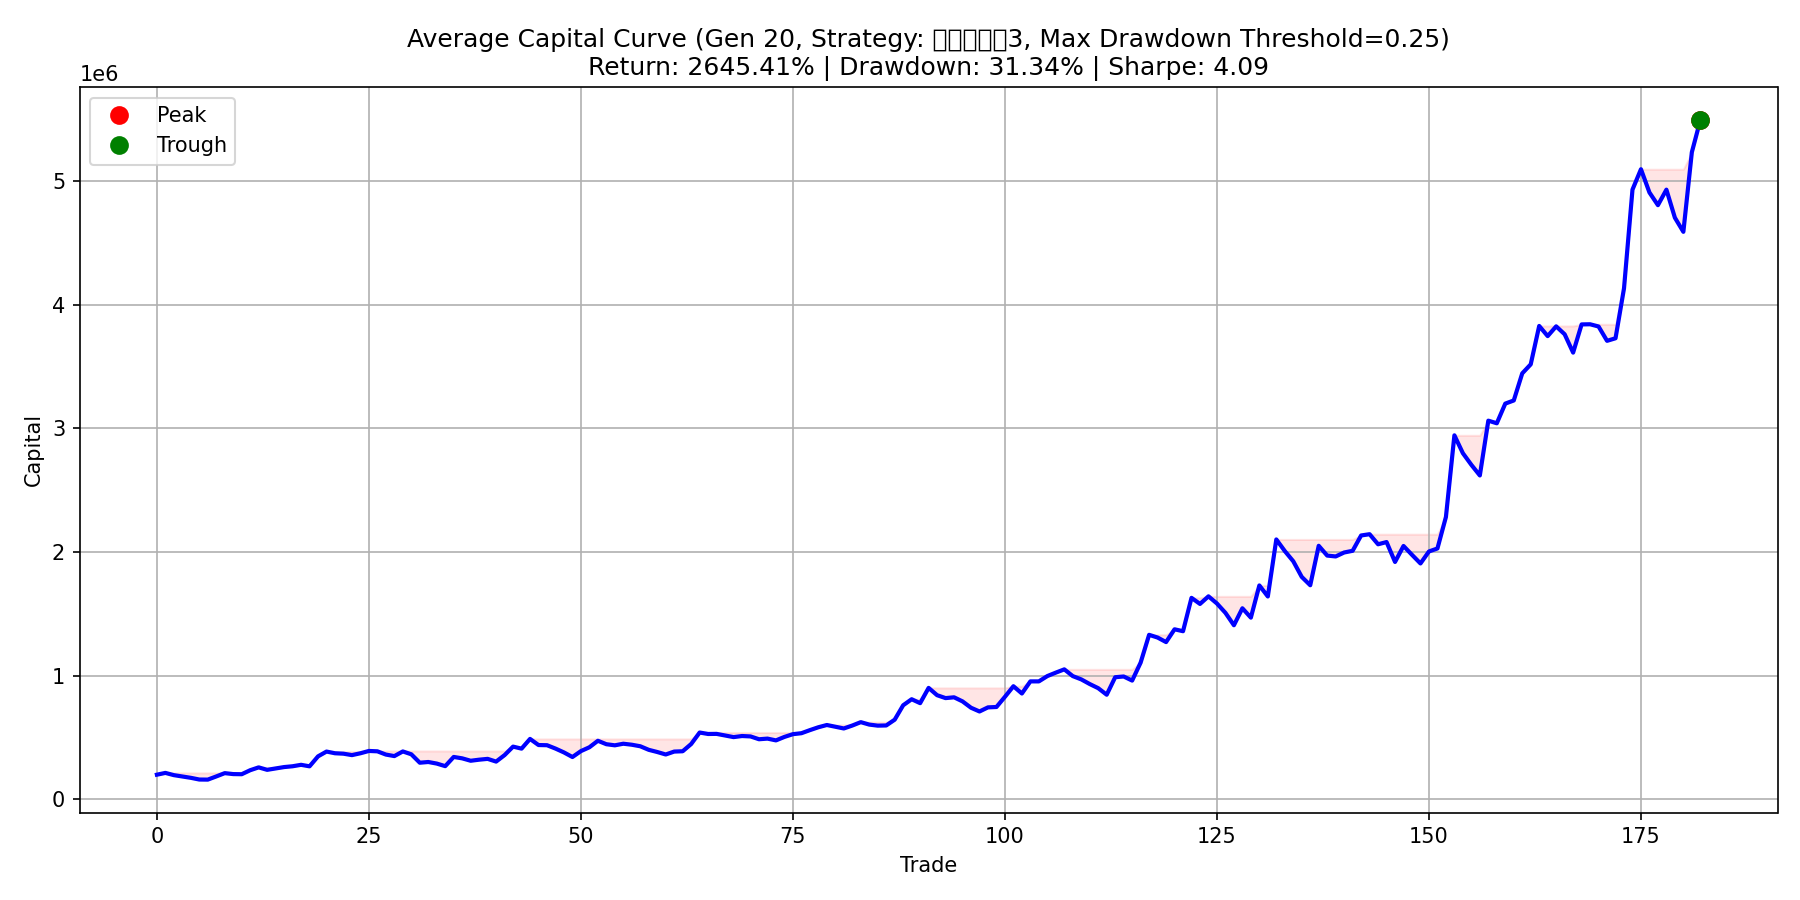 Average Capital Curve (Gen 20, Strategy: □□□□□3, Max Drawdown Threshold=0.25)
Return: 2645.41% | Drawdown: 31.34% | Sharpe: 4.09
1e6
Peak
Trough
5
4
3
2
1
0
Capital
0 25 50 75 100 125 150 175
Trade